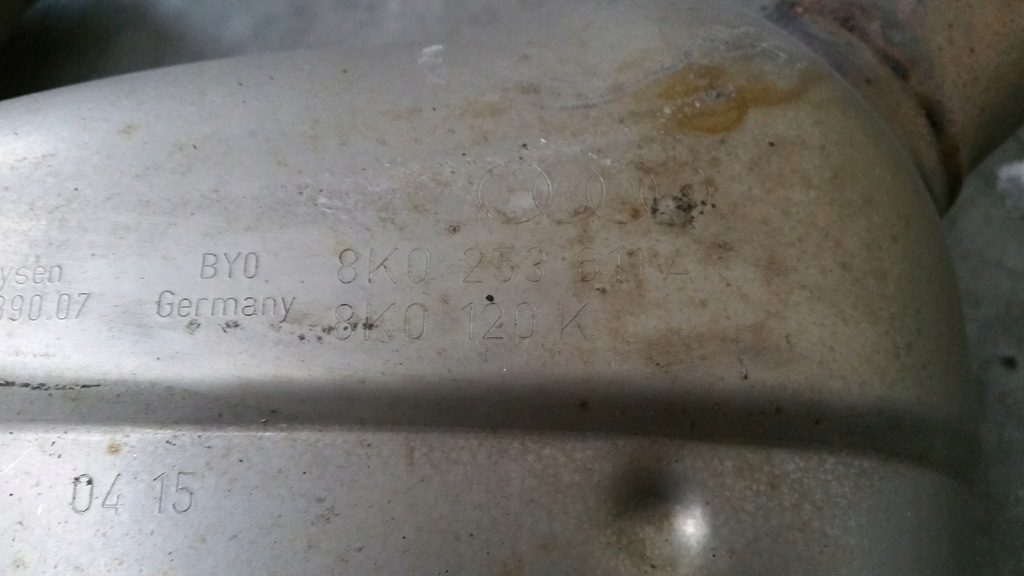 ysen
890.07
BY0
Germany
8K0 253 611 A
8K0 120 K
04 15